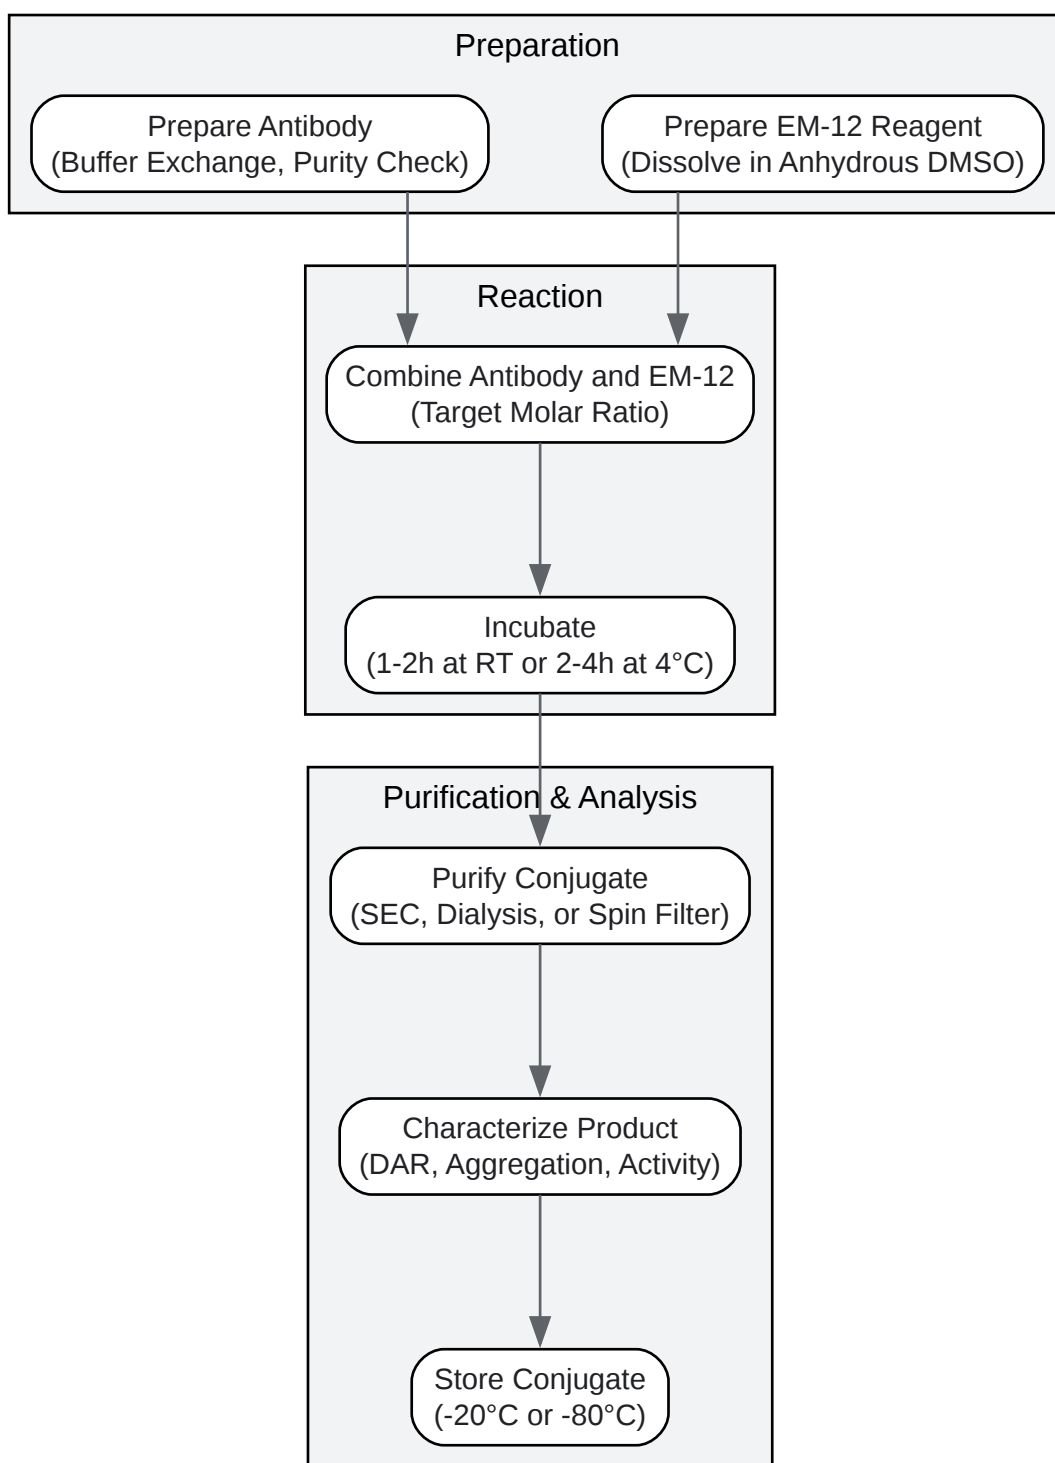 Preparation
Prepare Antibody
(Buffer Exchange, Purity Check)
Prepare EM-12 Reagent
(Dissolve in Anhydrous DMSO)
Reaction
Combine Antibody and EM-12
(Target Molar Ratio)
Incubate
(1-2h at RT or 2-4h at 4°C)
Purification & Analysis
Purify Conjugate
(SEC, Dialysis, or Spin Filter)
Characterize Product
(DAR, Aggregation, Activity)
Store Conjugate
(-20°C or -80°C)